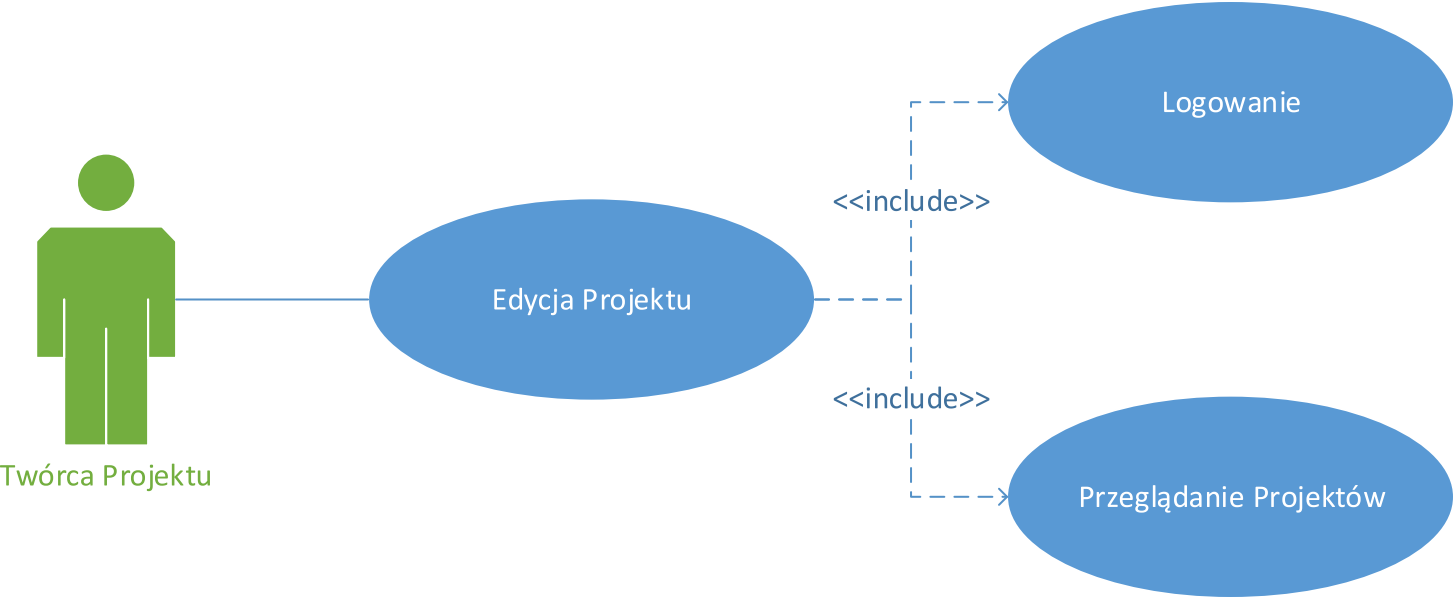 Logowanie
<<include>>
Edycja Projektu
<<include>>
Twórca Projektu
Przeglądanie Projektów